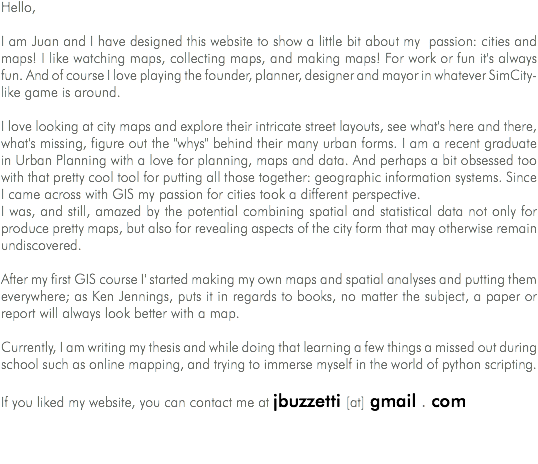 Hello,
I am Juan and I have designed this website to show a little bit about my passion: cities and
maps! I like watching maps, collecting maps, and making maps! For work or fun it's always
fun. And of course I love playing the founder, planner, designer and mayor in whatever SimCity-
like game is around.
I love looking at city maps and explore their intricate street layouts, see what's here and there,
what's missing, figure out the "whys" behind their many urban forms. I am a recent graduate
in Urban Planning with a love for planning, maps and data. And perhaps a bit obsessed too
with that pretty cool tool for putting all those together: geographic information systems. Since
I came across with GIS my passion for cities took a different perspective.
I was, and still, amazed by the potential combining spatial and statistical data not only for
produce pretty maps, but also for revealing aspects of the city form that may otherwise remain
undiscovered.
After my first GIS course I' started making my own maps and spatial analyses and putting them
everywhere; as Ken Jennings, puts it in regards to books, no matter the subject, a paper or
report will always look better with a map.
Currently, I am writing my thesis and while doing that learning a few things a missed out during
school such as online mapping, and trying to immerse myself in the world of python scripting.
If you liked my website, you can contact me at jbuzzetti [at] gmail . com